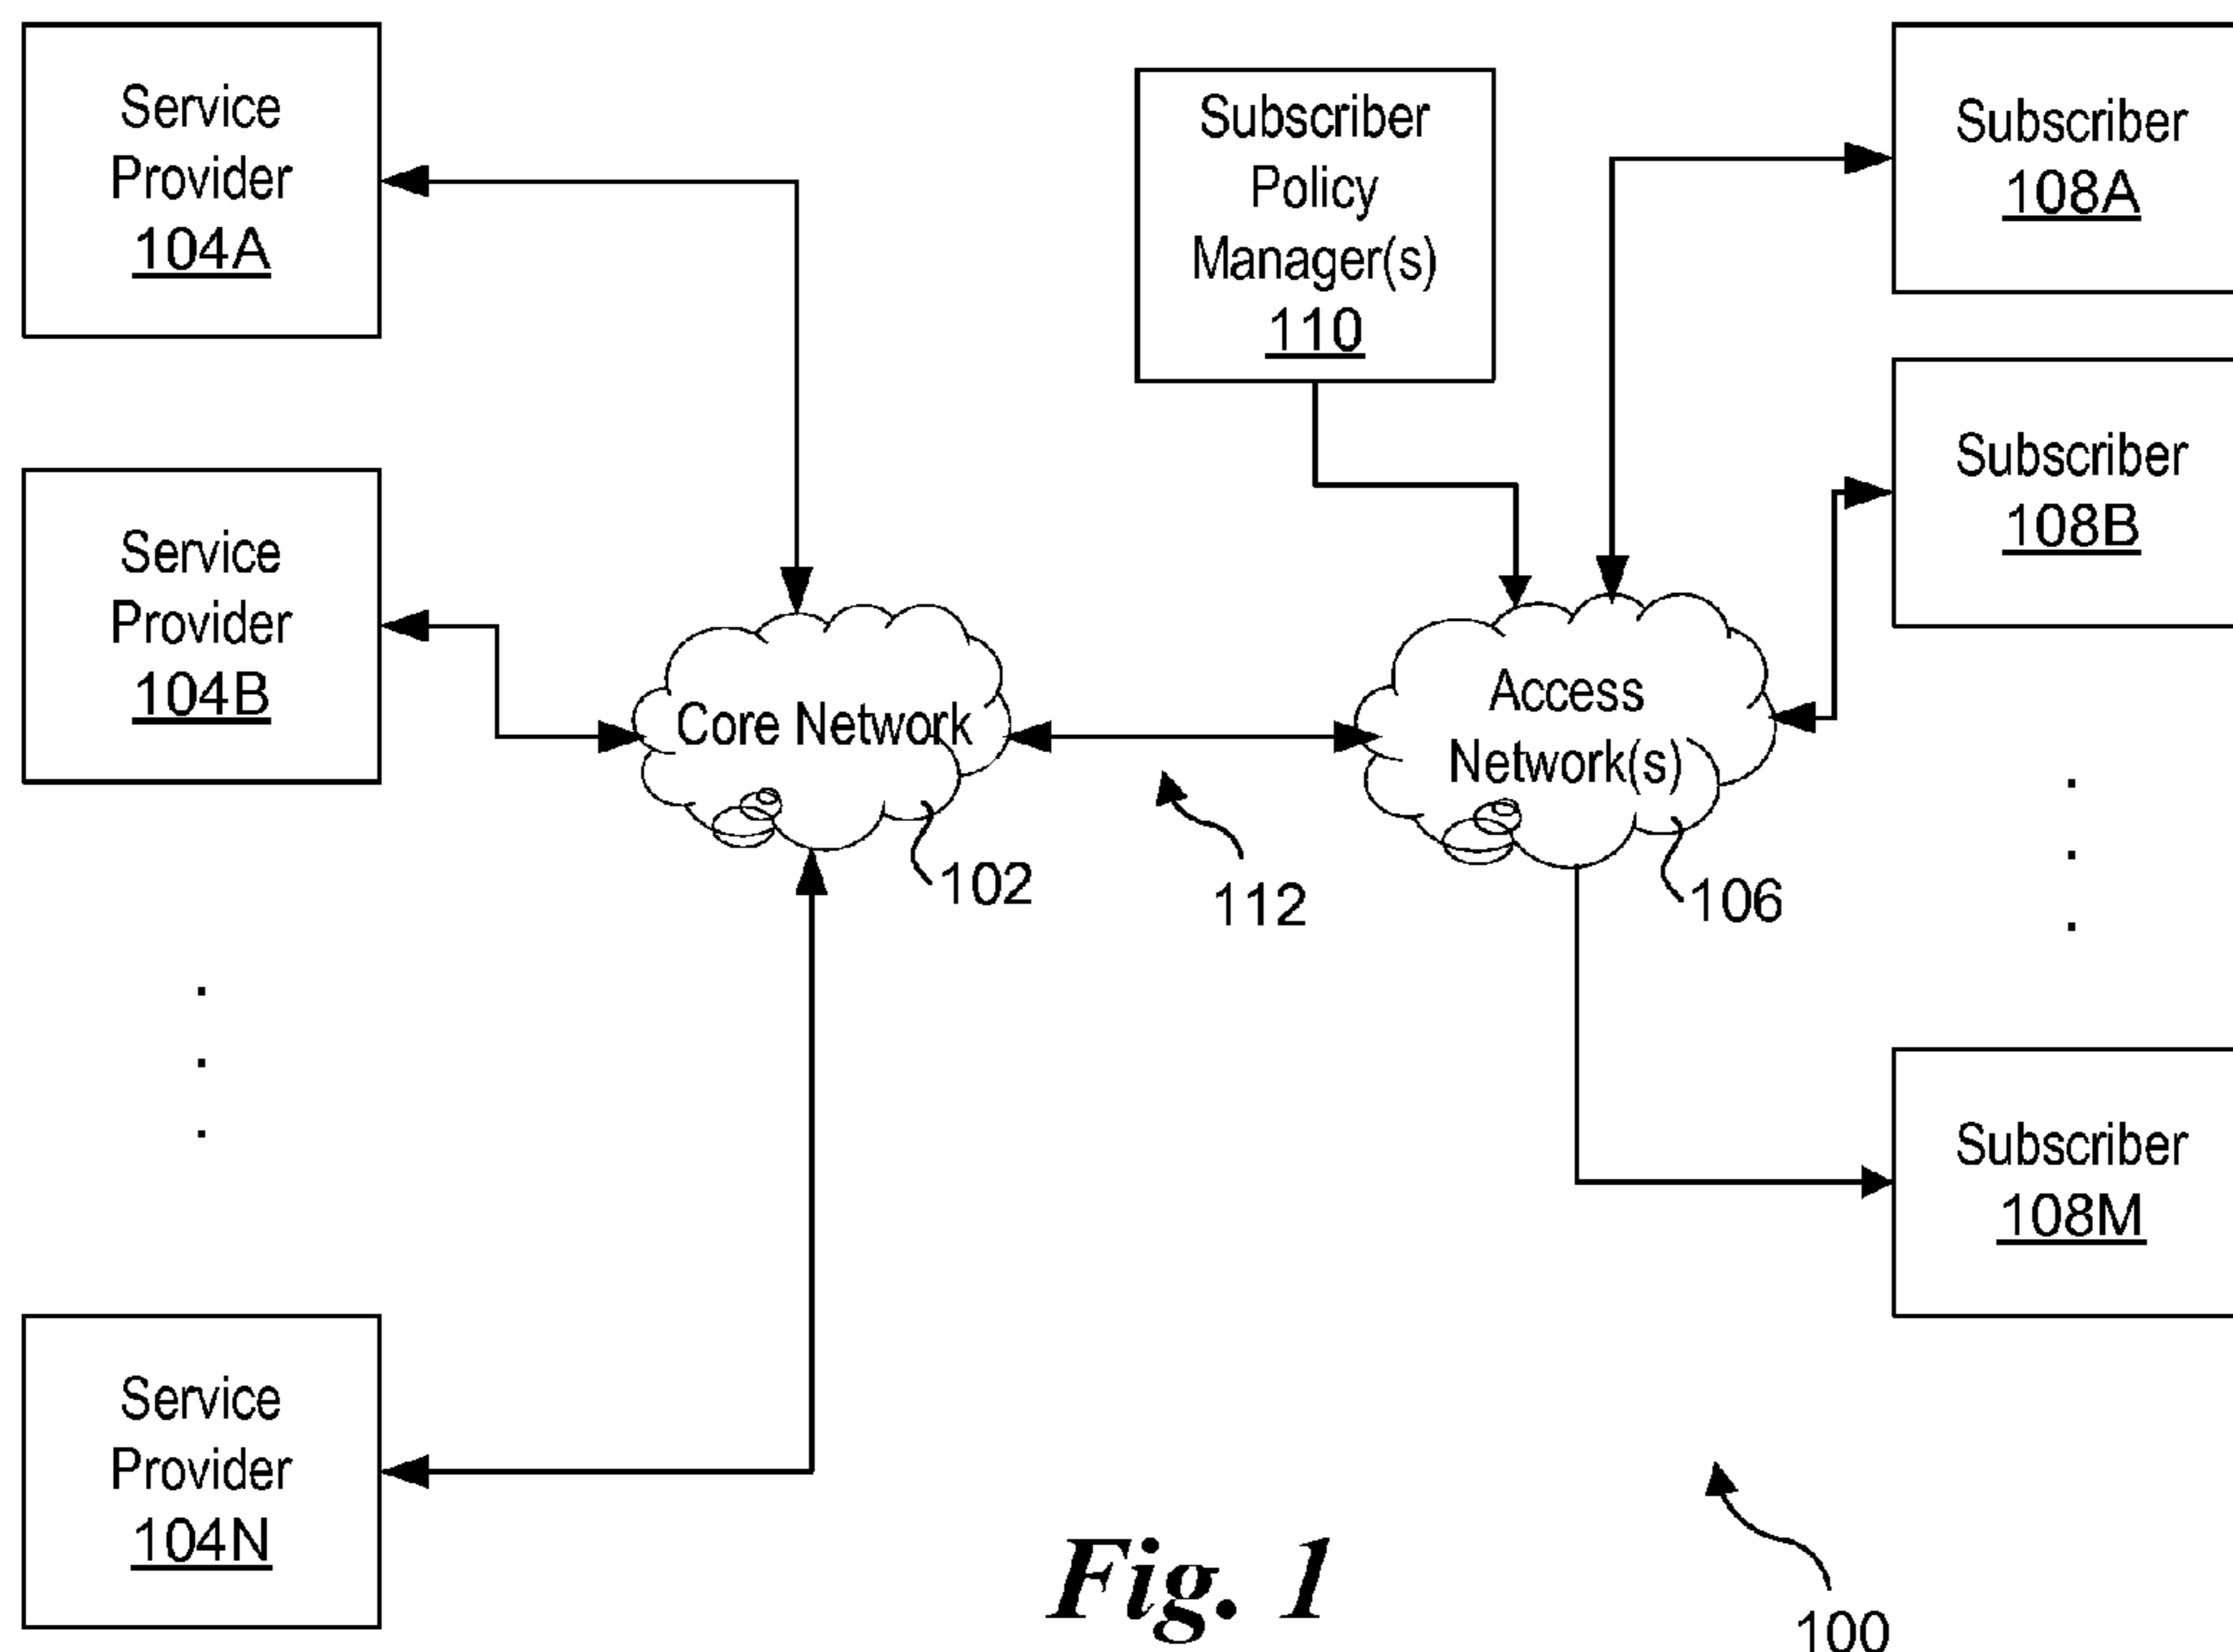 Service
Provider
104A
Subscriber
Policy
Manager(s)
110
Subscriber
108A
Service
Provider
104B
Subscriber
108B
Core Network
102
112
Access
Network(s)
106
.
.
.
.
.
.
Subscriber
108M
Service
Provider
104N
Fig. 1
100